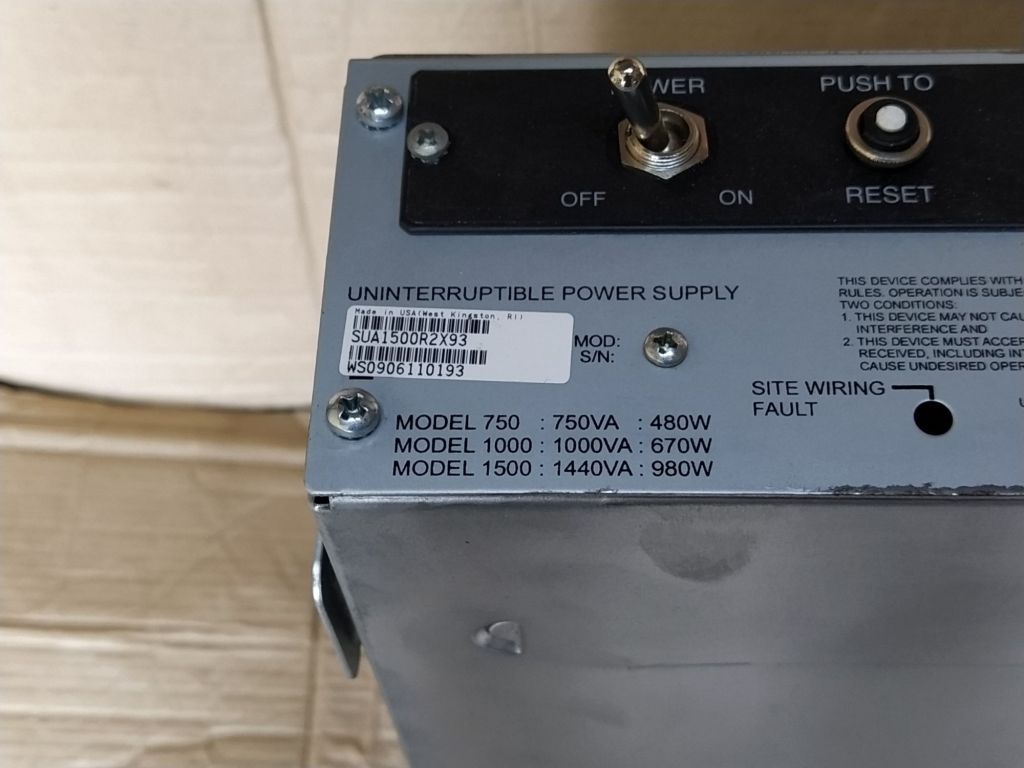 WER
OFF
ON
PUSH TO
RESET
UNINTERRUPTIBLE POWER SUPPLY
Made in USA(West Kingston, RI)
SUA1500R2X93
WS0906110193
MOD:
S/N:
MODEL 750 : 750VA : 480W
MODEL 1000 : 1000VA : 670W
MODEL 1500 : 1440VA : 980W
THIS DEVICE COMPLIES WITH
RULES. OPERATION IS SUBJE
TWO CONDITIONS:
1. THIS DEVICE MAY NOT CAU
INTERFERENCE AND
2. THIS DEVICE MUST ACCEP
RECEIVED, INCLUDING INT
CAUSE UNDESIRED OPER
SITE WIRING
FAULT